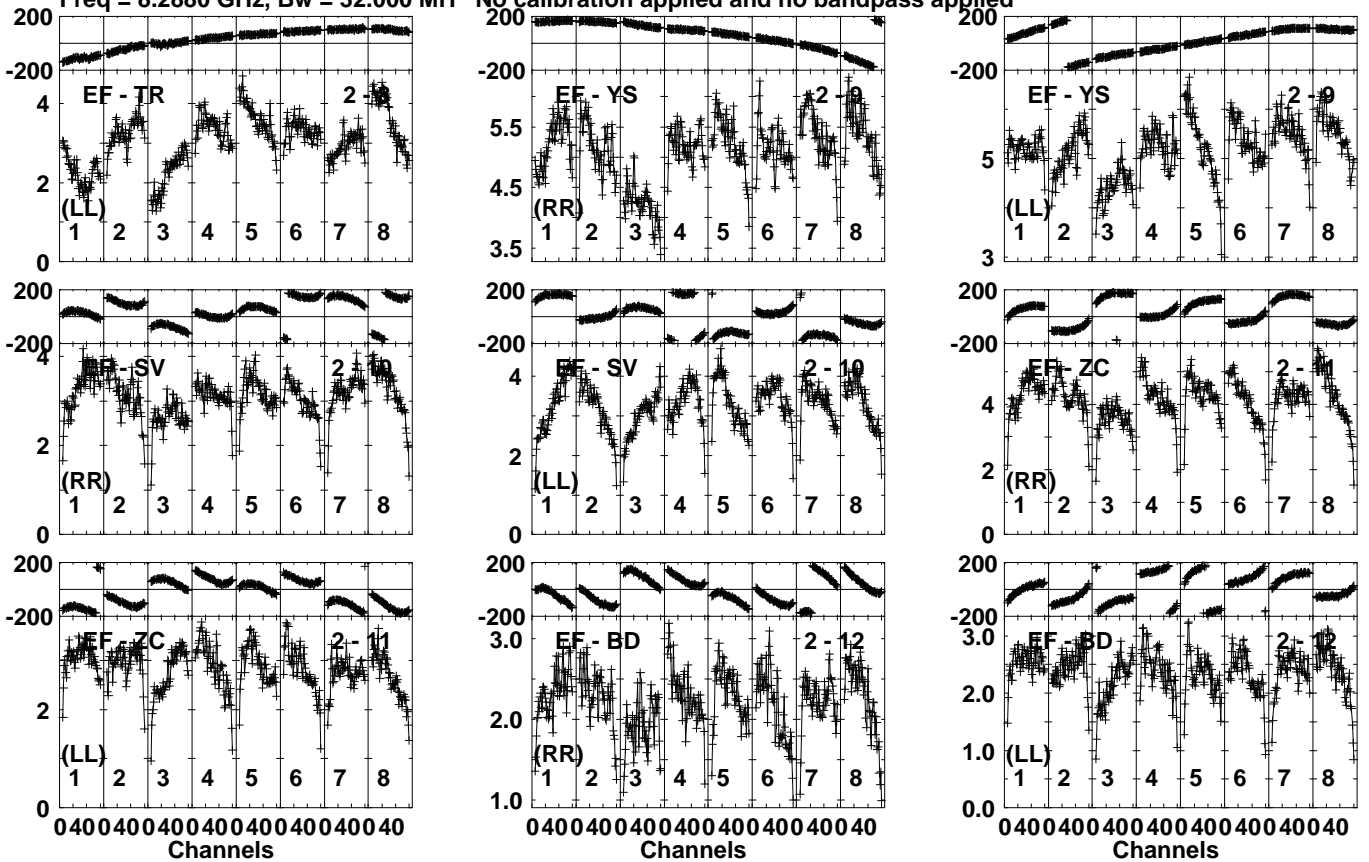 Freq = 8.2880 GHz, Bw = 32.000 MH No calibration applied and no bandpass applied
200 200 200
-200 -200 -200
EF - TR 2 - 8 EF - YS 2 - 9 EF - YS 2 - 9
4 5.5 5
2 4.5
(LL) (RR) (LL)
1 2 3 4 5 6 7 8 1 2 3 4 5 6 7 8 1 2 3 4 5 6 7 8
0 3.5 3
200 200 200
-200 -200 -200
4 EF - SV 2 - 10 4 EF - SV 2 - 10 4 EF - ZC 2 - 11
2 2 2
(RR) (LL) (RR)
1 2 3 4 5 6 7 8 1 2 3 4 5 6 7 8 1 2 3 4 5 6 7 8
0 0 0
200 200 200
-200 -200 -200
EF - ZC 2 - 11 3.0 EF - BD 2 - 12 3.0 EF - BD 2 - 12
2 2.0 2.0
(LL) (RR) 1.0 (LL)
1 2 3 4 5 6 7 8 1 2 3 4 5 6 7 8 1 2 3 4 5 6 7 8
0 1.0 0.0
0 40 0 40 0 40 0 40 0 40 0 40 0 40 0 40 0 40 0 40 0 40 0 40 0 40 0 40 0 40 0 40 0 40 0 40 0 40 0 40 0 40 0 40 0 40 0 40
Channels Channels Channels